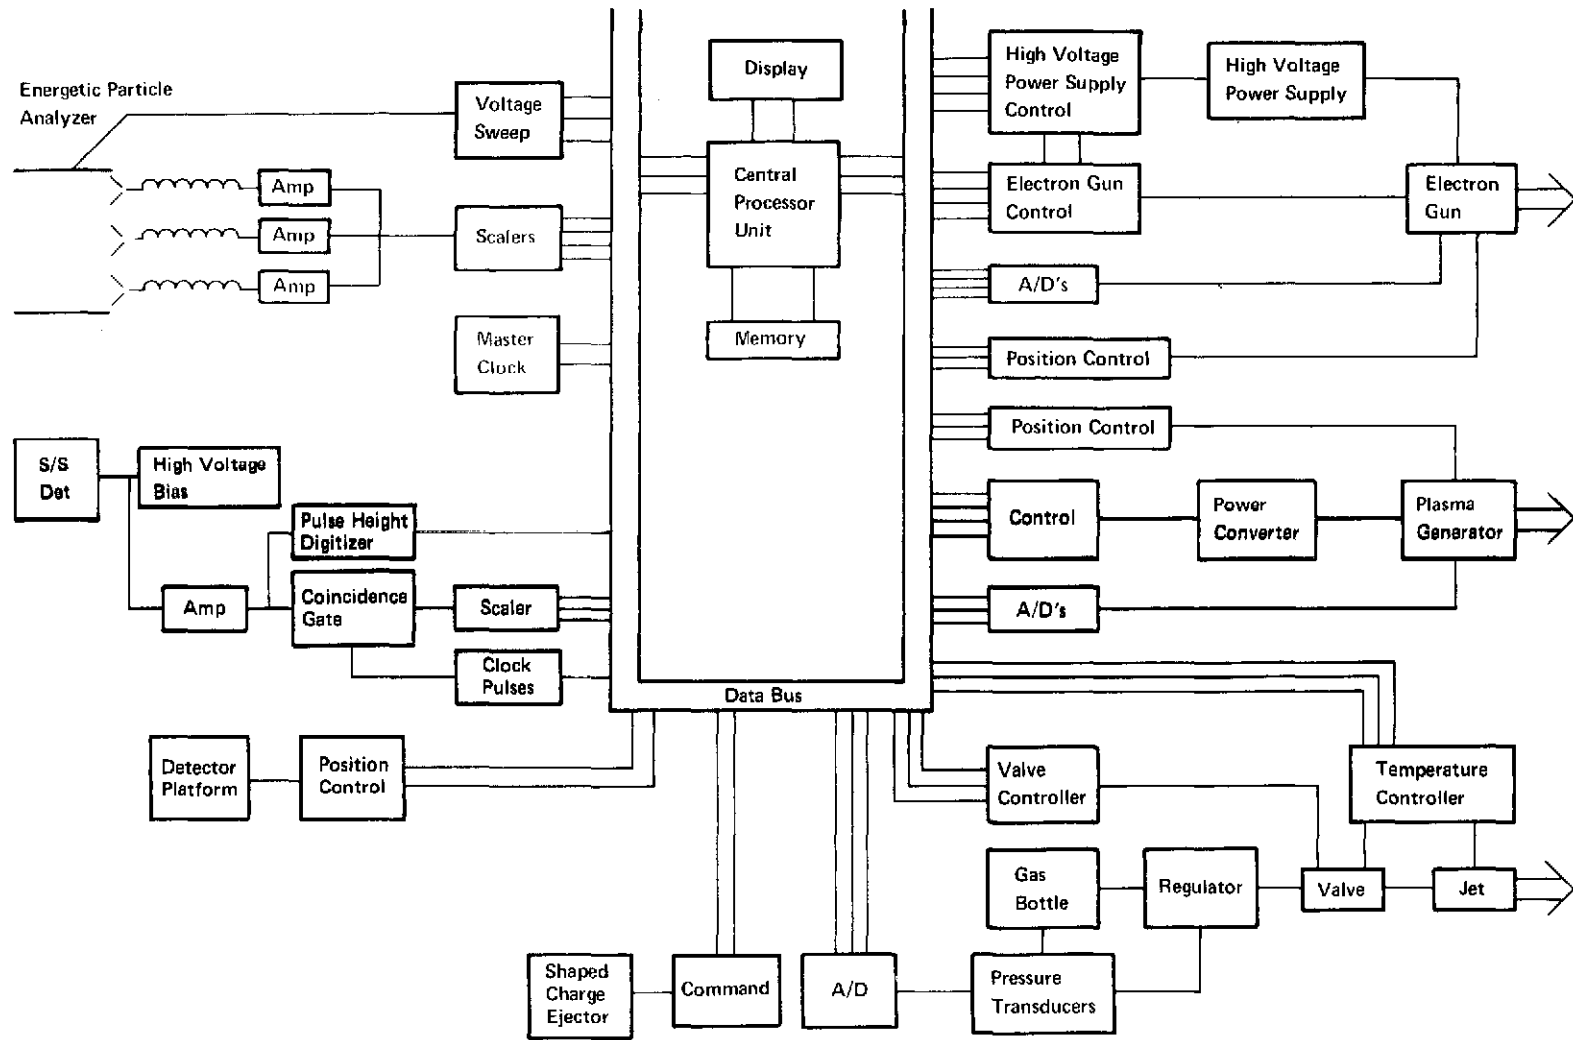 Energetic Particle
Analyzer
Voltage
Sweep
Amp
Amp
Amp
Scalers
Master
Clock
S/S
Det
High Voltage
Bias
Pulse Height
Digitizer
Amp
Coincidence
Gate
Scaler
Clock
Pulses
Detector
Platform
Position
Control
Display
Central
Processor
Unit
Memory
Data Bus
High Voltage
Power Supply
Control
High Voltage
Power Supply
Electron Gun
Control
Electron
Gun
A/D's
Position Control
Position Control
Control
Power
Converter
Plasma
Generator
A/D's
Valve
Controller
Temperature
Controller
Gas
Bottle
Regulator
Valve
Jet
Shaped
Charge
Ejector
Command
A/D
Pressure
Transducers